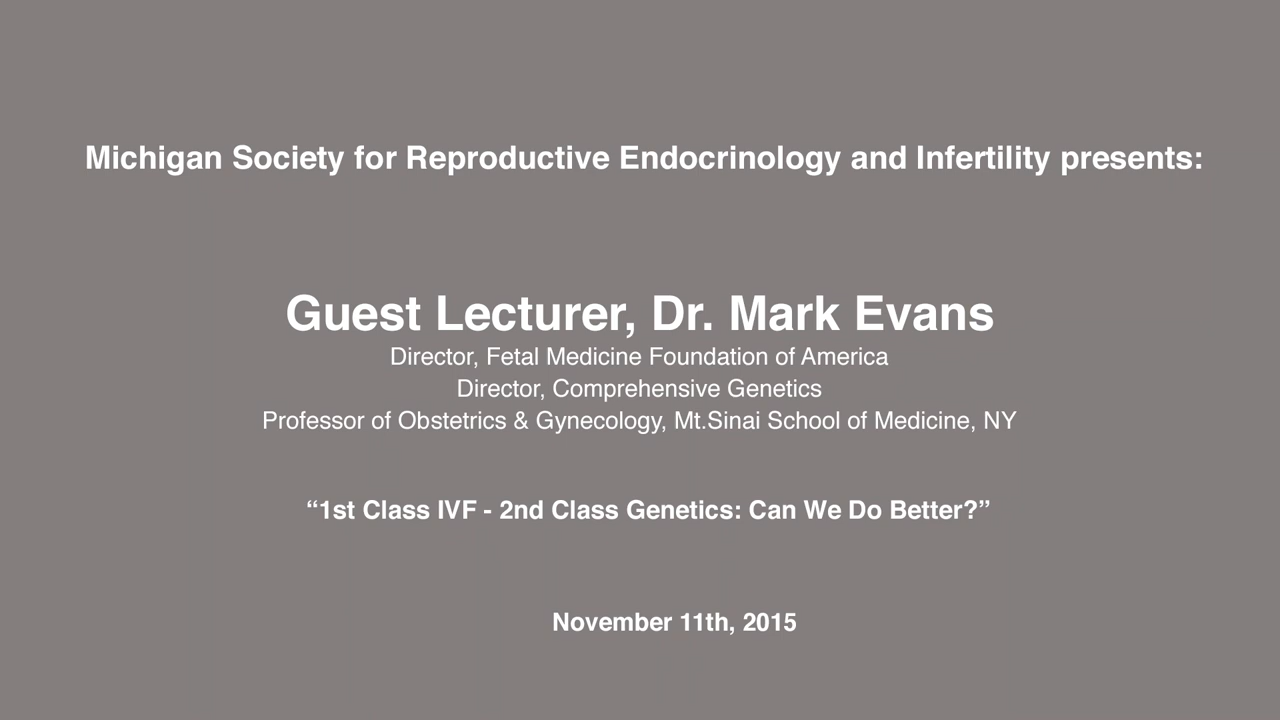 Michigan Society for Reproductive Endocrinology and Infertility presents:
Guest Lecturer, Dr. Mark Evans
Director, Fetal Medicine Foundation of America
Director, Comprehensive Genetics
Professor of Obstetrics & Gynecology, Mt.Sinai School of Medicine, NY
“1st Class IVF - 2nd Class Genetics: Can We Do Better?”
November 11th, 2015